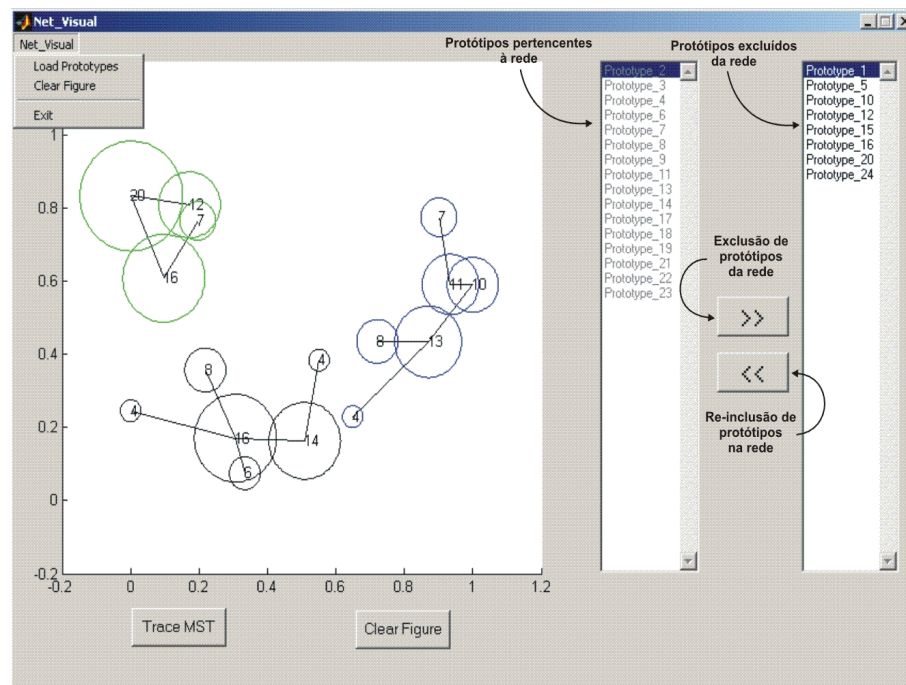 Net_Visual
Net_Visual
Load Prototypes
Clear Figure
Exit
Protótipos pertencentes
à rede
Protótipos excluídos
da rede
Prototype_2
Prototype_3
Prototype_4
Prototype_6
Prototype_7
Prototype_8
Prototype_9
Prototype_11
Prototype_13
Prototype_14
Prototype_17
Prototype_18
Prototype_19
Prototype_21
Prototype_22
Prototype_23
Prototype_1
Prototype_5
Prototype_10
Prototype_12
Prototype_15
Prototype_16
Prototype_20
Prototype_24
Exclusão de
protótipos
da rede
>>
<<
Re-inclusão de
protótipos
na rede
1
0.8
0.6
0.4
0.2
0
-0.2
-0.2
0
0.2
0.4
0.6
0.8
1
1.2
20
12
7
16
7
11
10
8
13
4
8
4
4
16
14
6
Trace MST
Clear Figure